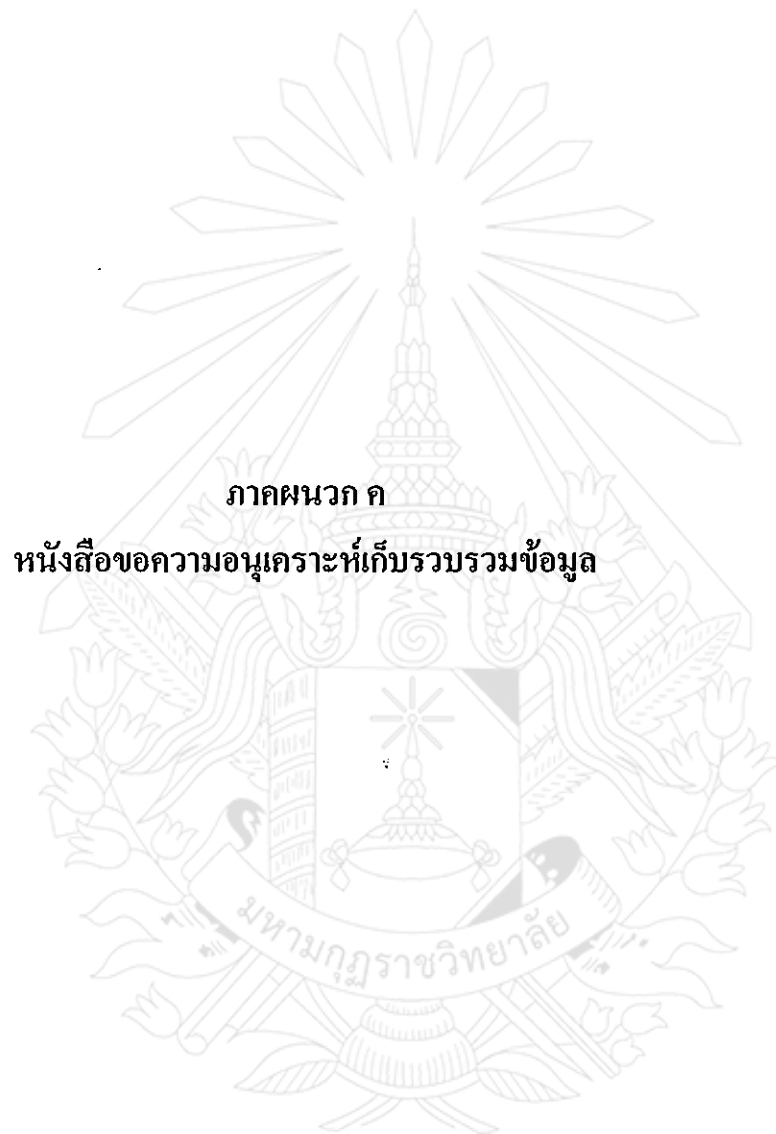 ภาคผนวก ค
หนังสือขอความอนุเคราะห์เก็บรวบรวมข้อมูล
มหามกุฏราชวิทยาลัย